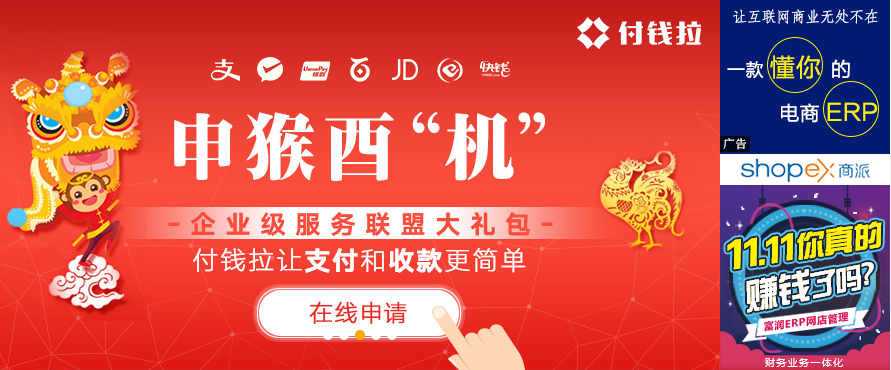 付钱拉
支
UnionPay
银联
JD
快钱
申猴酉“机”
-企业级服务联盟大礼包-
付钱拉让支付和收款更简单
在线申请
让互联网商业无处不在
一款懂你的
电商ERP
广告
shopex商派
11.11你真的
赚钱了吗?
富润ERP网店管理
财务业务一体化